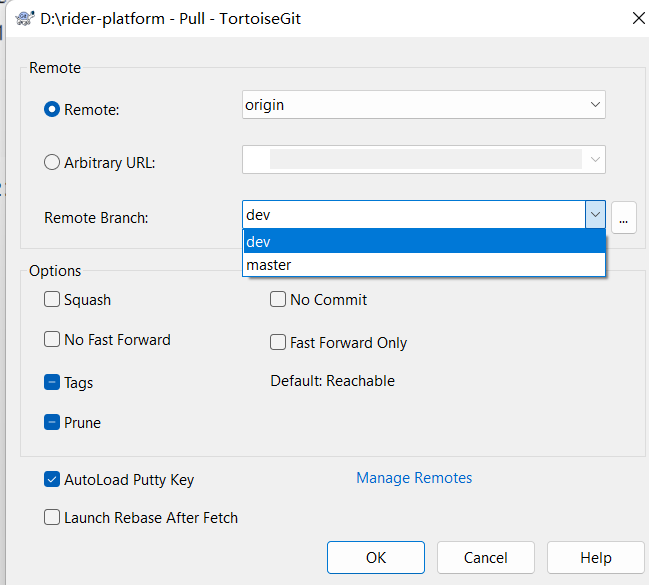 D:\rider-platform - Pull - TortoiseGit
Remote
Remote:
origin
Arbitrary URL:
Remote Branch:
dev
...
dev
master
Options
Squash
No Commit
No Fast Forward
Fast Forward Only
Tags
Default: Reachable
Prune
AutoLoad Putty Key
Manage Remotes
Launch Rebase After Fetch
OK
Cancel
Help